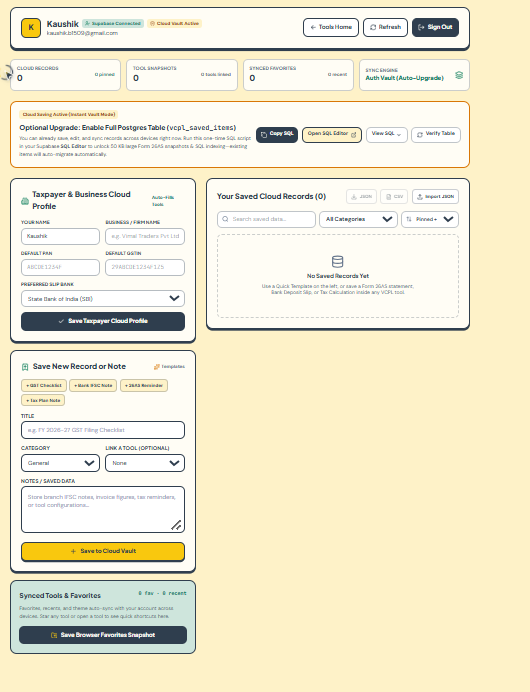 K
Kaushik
Supabase Connected
Cloud Vault Active
kaushik.b1509@gmail.com
Tools Home
Refresh
Sign Out
CLOUD RECORDS
0
0 pinned
TOOL SNAPSHOTS
0
0 tools linked
SYNCED FAVORITES
0
0 recent
SYNC ENGINE
Auth Vault (Auto-Upgrade)
Cloud Saving Active (Instant Vault Mode)
Optional Upgrade: Enable Full Postgres Table (vcpl_saved_items)
You can already save, edit, and sync records across devices right now. Run this one-time SQL script
in your Supabase SQL Editor to unlock 50 KB large Form 26AS snapshots & SQL indexing—existing
items will auto-migrate automatically.
Copy SQL
Open SQL Editor
View SQL
Verify Table
Taxpayer & Business Cloud
Profile
Auto-fills
tools
YOUR NAME
BUSINESS / FIRM NAME
Kaushik
e.g. Vimal Traders Pvt Ltd
DEFAULT PAN
DEFAULT GSTIN
ABCDE1234F
29ABCDE1234F1Z5
PREFERRED SLIP BANK
State Bank of India (SBI)
Save Taxpayer Cloud Profile
Your Saved Cloud Records (0)
JSON
CSV
Import JSON
Search saved data...
All Categories
Pinned +
No Saved Records Yet
Use a Quick Template on the left, or save a Form 26AS statement,
Bank Deposit Slip, or Tax Calculation inside any VCPL tool.
Save New Record or Note
Templates
+ GST Checklist
+ Bank IFSC Note
+ 26AS Reminder
+ Tax Plan Note
TITLE
e.g. FY 2026-27 GST Filing Checklist
CATEGORY
LINK A TOOL (OPTIONAL)
General
None
NOTES / SAVED DATA
Store branch IFSC notes, invoice figures, tax reminders,
or tool configurations...
Save to Cloud Vault
Synced Tools & Favorites
0 fav · 0 recent
Favorites, recents, and theme auto-sync with your account across
devices. Star any tool or open a tool to see quick shortcuts here.
Save Browser Favorites Snapshot